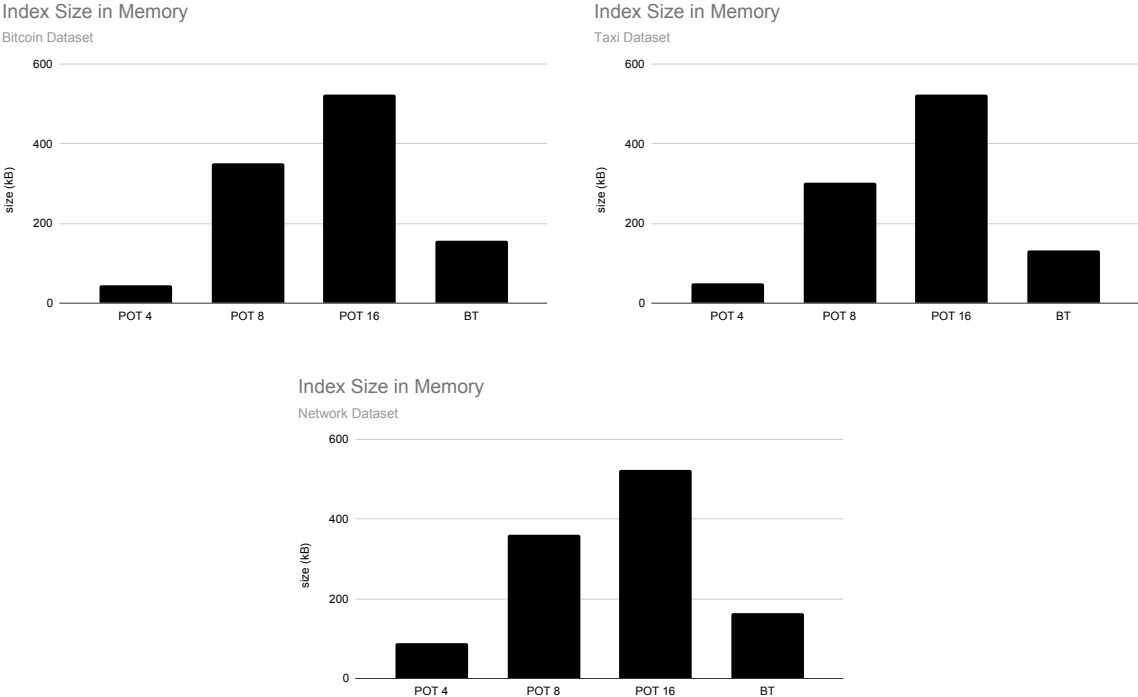 Index Size in Memory
Bitcoin Dataset
600
400
200
0
size (kB)
POT 4 POT 8 POT 16 BT
Index Size in Memory
Taxi Dataset
600
400
200
0
size (kB)
POT 4 POT 8 POT 16 BT
Index Size in Memory
Network Dataset
600
400
200
0
size (kB)
POT 4 POT 8 POT 16 BT